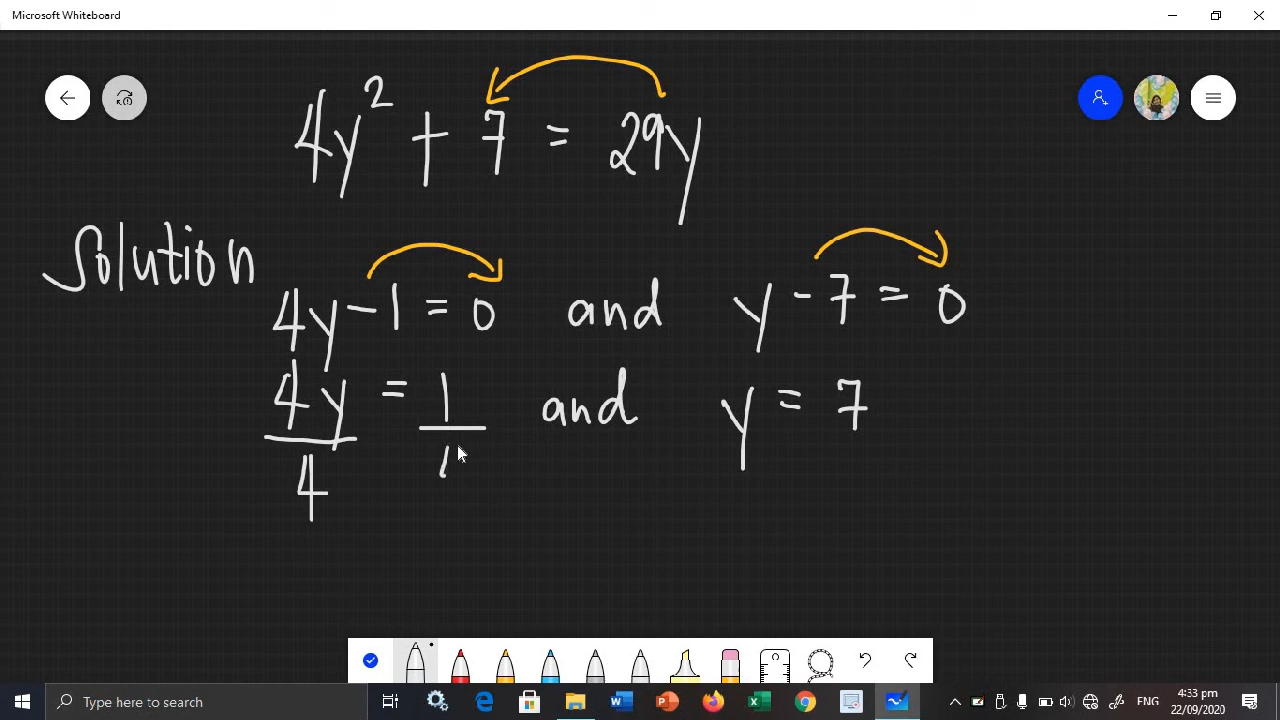 Microsoft Whiteboard
4y² + 7 = 29y
Solution
4y - 1 = 0 and y - 7 = 0
4y = 1 and y = 7
4
Type here to search
ENG
4:33 pm
22/09/2020